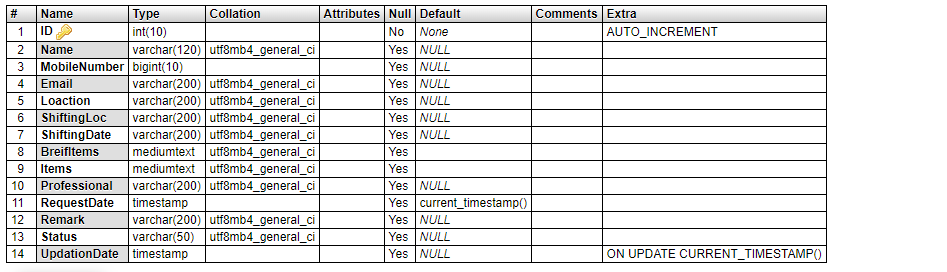 # Name Type Collation Attributes Null Default Comments Extra
1 ID int(10) No None AUTO_INCREMENT
2 Name varchar(120) utf8mb4_general_ci Yes NULL
3 MobileNumber bigint(10) Yes NULL
4 Email varchar(200) utf8mb4_general_ci Yes NULL
5 Loaction varchar(200) utf8mb4_general_ci Yes NULL
6 ShiftingLoc varchar(200) utf8mb4_general_ci Yes NULL
7 ShiftingDate varchar(200) utf8mb4_general_ci Yes NULL
8 BreifItems mediumtext utf8mb4_general_ci Yes
9 Items mediumtext utf8mb4_general_ci Yes
10 Professional varchar(200) utf8mb4_general_ci Yes NULL
11 RequestDate timestamp Yes current_timestamp()
12 Remark varchar(200) utf8mb4_general_ci Yes NULL
13 Status varchar(50) utf8mb4_general_ci Yes NULL
14 UpdationDate timestamp Yes NULL ON UPDATE CURRENT_TIMESTAMP()